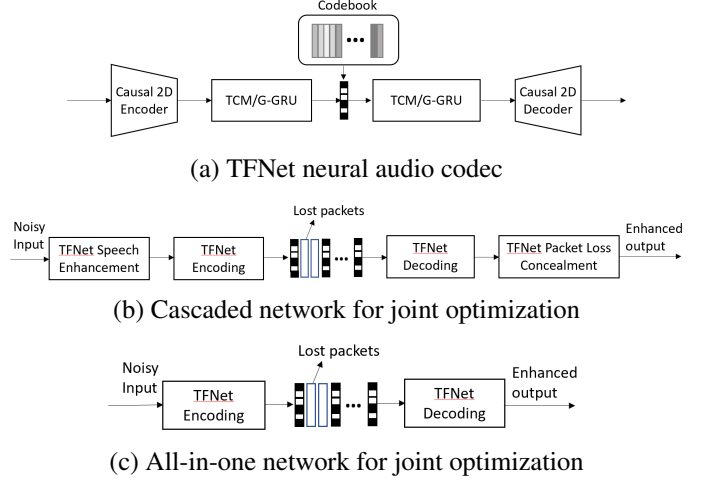 Codebook
Causal 2D
Encoder
TCM/G-GRU
TCM/G-GRU
Causal 2D
Decoder
(a) TFNet neural audio codec
Noisy
Input
TFNet Speech
Enhancement
TFNet
Encoding
Lost packets
TFNet
Decoding
TFNet Packet Loss
Concealment
Enhanced
output
(b) Cascaded network for joint optimization
Noisy
Input
TFNet
Encoding
Lost packets
TFNet
Decoding
Enhanced
output
(c) All-in-one network for joint optimization